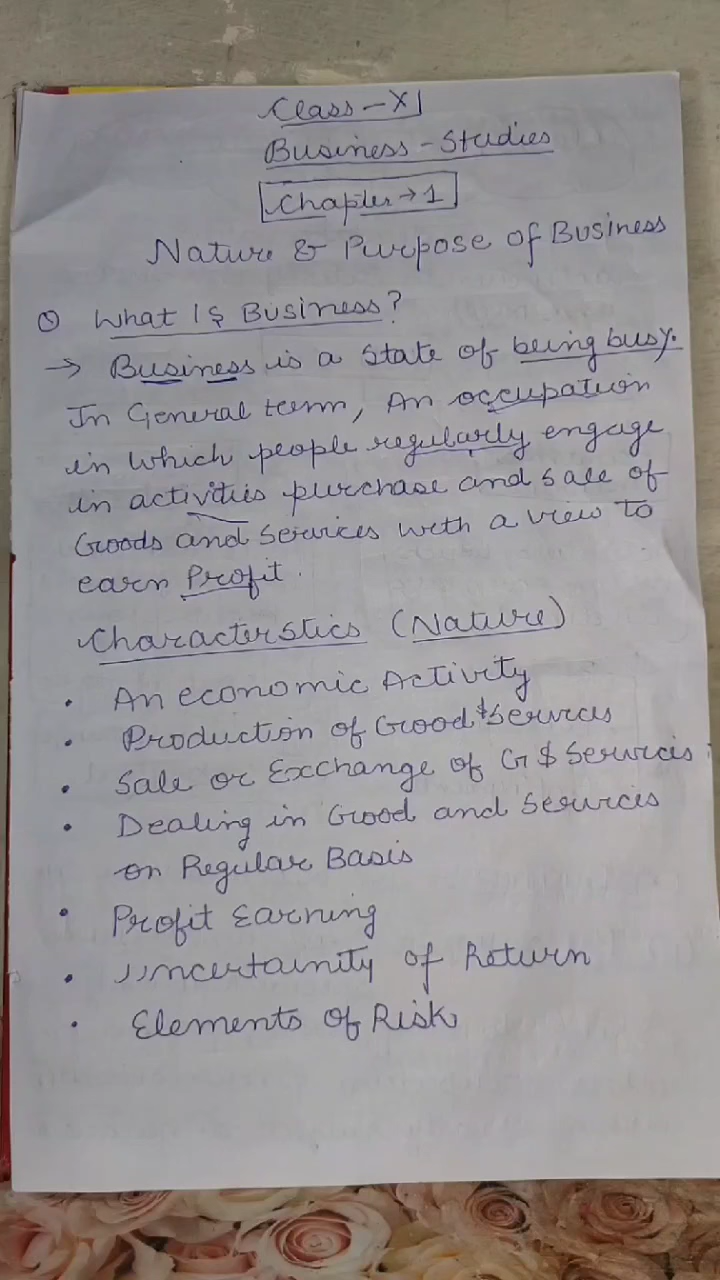 Class-XI
Business-Studies
Chapter→1
Nature & Purpose of Business
What Is Business?
→ Business is a State of being busy.
In General term, An occupation
in which people regularly engage
in activities purchase and sale of
Goods and Services with a view to
earn Profit.
Characterstics (Nature)
• An economic Activity
• Production of Good & Services
• Sale or Exchange of G & Services
• Dealing in Good and Services
on Regular Basis
• Profit Earning
• Uncertainity of Return
• Elements of Risk